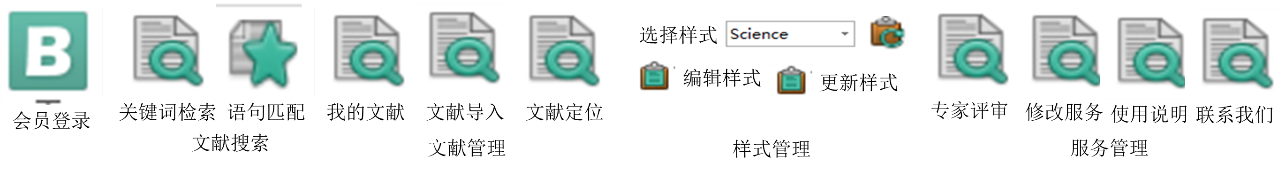 B
会员登录
关键词检索 语句匹配
文献搜索
我的文献 文献导入 文献定位
文献管理
选择样式 Science
编辑样式 更新样式
样式管理
专家评审 修改服务 使用说明 联系我们
服务管理